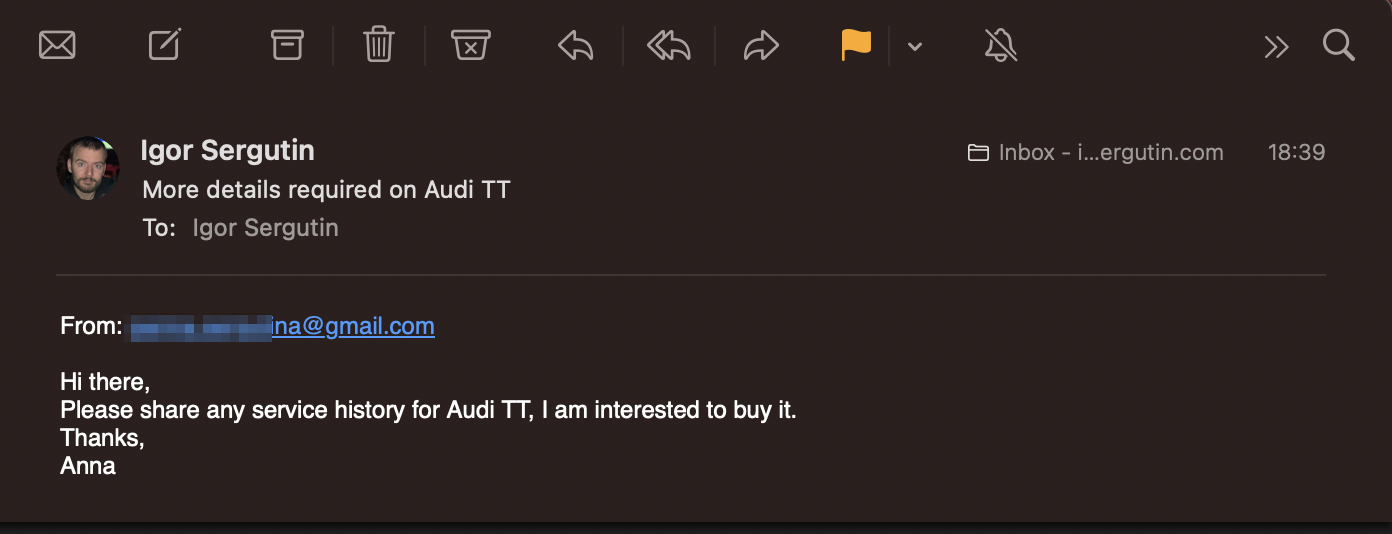 Igor Sergutin
Inbox - i...ergutin.com
18:39
More details required on Audi TT
To: Igor Sergutin
From: ina@gmail.com
Hi there,
Please share any service history for Audi TT, I am interested to buy it.
Thanks,
Anna